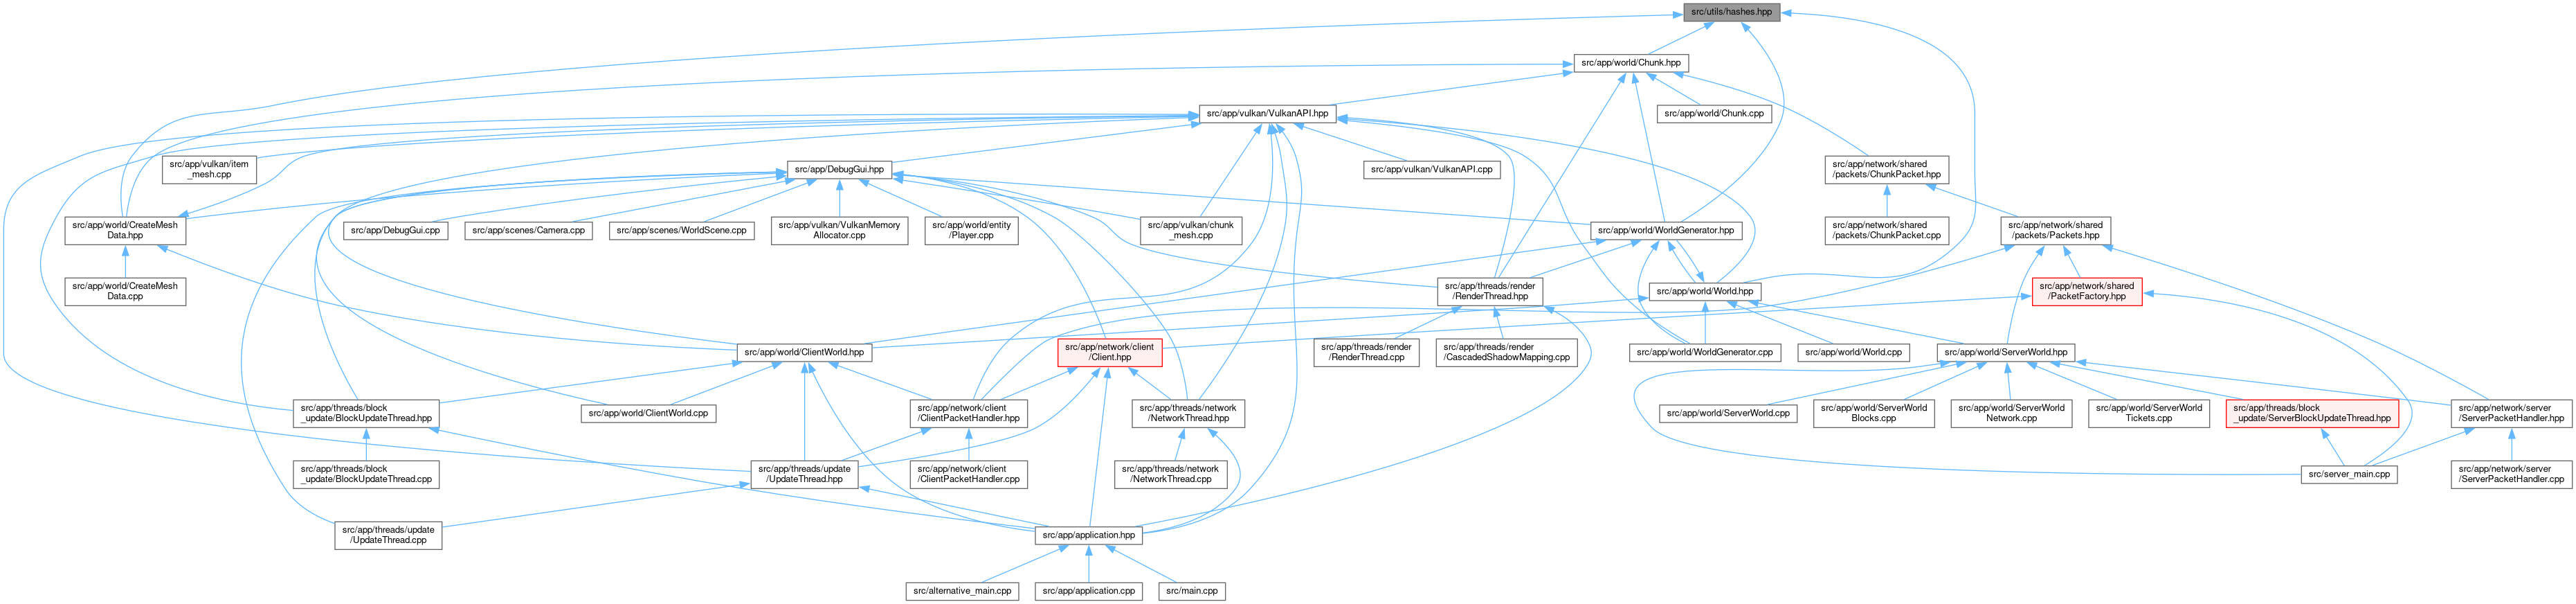 src/utils/hashes.hpp
src/app/world/Chunk.hpp
src/app/vulkan/VulkanAPI.hpp
src/app/world/Chunk.cpp
src/app/vulkan/item
_mesh.cpp
src/app/DebugGui.hpp
src/app/vulkan/VulkanAPI.cpp
src/app/network/shared
/packets/ChunkPacket.hpp
src/app/world/CreateMesh
Data.hpp
src/app/DebugGui.cpp
src/app/scenes/Camera.cpp
src/app/scenes/WorldScene.cpp
src/app/vulkan/VulkanMemory
Allocator.cpp
src/app/world/entity
/Player.cpp
src/app/vulkan/chunk
_mesh.cpp
src/app/world/WorldGenerator.hpp
src/app/network/shared
/packets/ChunkPacket.cpp
src/app/network/shared
/packets/Packets.hpp
src/app/world/CreateMesh
Data.cpp
src/app/threads/render
/RenderThread.hpp
src/app/world/World.hpp
src/app/network/shared
/PacketFactory.hpp
src/app/world/ClientWorld.hpp
src/app/network/client
/Client.hpp
src/app/threads/render
/RenderThread.cpp
src/app/threads/render
/CascadedShadowMapping.cpp
src/app/world/WorldGenerator.cpp
src/app/world/World.cpp
src/app/world/ServerWorld.hpp
src/app/threads/block
_update/BlockUpdateThread.hpp
src/app/world/ClientWorld.cpp
src/app/network/client
/ClientPacketHandler.hpp
src/app/threads/network
/NetworkThread.hpp
src/app/world/ServerWorld.cpp
src/app/world/ServerWorld
Blocks.cpp
src/app/world/ServerWorld
Network.cpp
src/app/world/ServerWorld
Tickets.cpp
src/app/threads/block
_update/ServerBlockUpdateThread.hpp
src/app/network/server
/ServerPacketHandler.hpp
src/app/threads/block
_update/BlockUpdateThread.cpp
src/app/threads/update
/UpdateThread.hpp
src/app/network/client
/ClientPacketHandler.cpp
src/app/threads/network
/NetworkThread.cpp
src/server_main.cpp
src/app/network/server
/ServerPacketHandler.cpp
src/app/threads/update
/UpdateThread.cpp
src/app/application.hpp
src/alternative_main.cpp
src/app/application.cpp
src/main.cpp